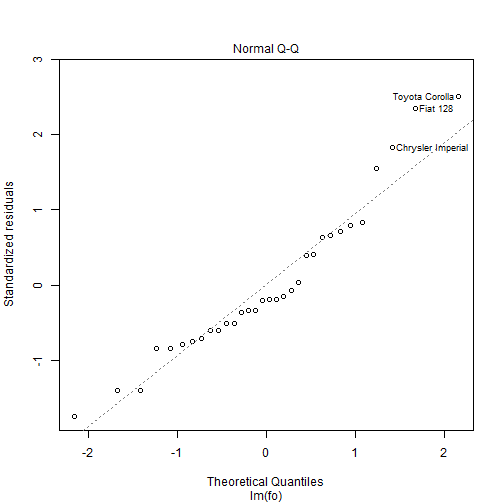 Normal Q-Q
3
Toyota Corolla
Fiat 128
2
Chrysler Imperial
1
0
-1
Standardized residuals
-2 -1 0 1 2
Theoretical Quantiles
lm(fo)